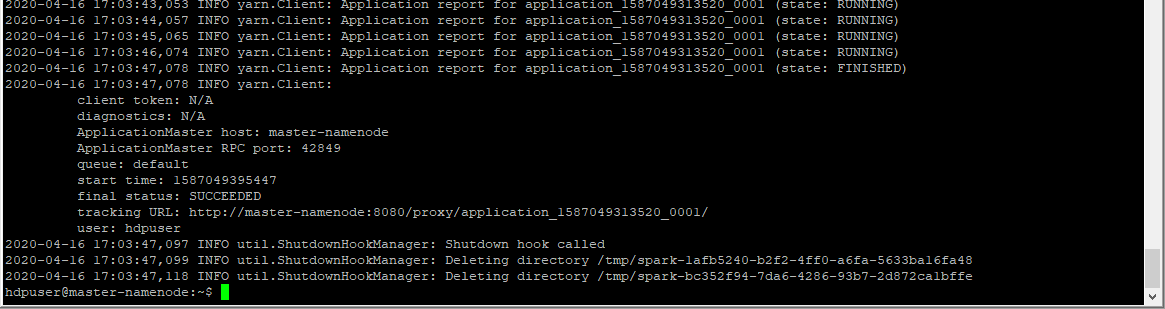 2020-04-16 17:03:43,053 INFO yarn.Client: Application report for application_1587049313520_0001 (state: RUNNING)
2020-04-16 17:03:44,057 INFO yarn.Client: Application report for application_1587049313520_0001 (state: RUNNING)
2020-04-16 17:03:45,065 INFO yarn.Client: Application report for application_1587049313520_0001 (state: RUNNING)
2020-04-16 17:03:46,074 INFO yarn.Client: Application report for application_1587049313520_0001 (state: RUNNING)
2020-04-16 17:03:47,078 INFO yarn.Client: Application report for application_1587049313520_0001 (state: FINISHED)
2020-04-16 17:03:47,078 INFO yarn.Client:
client token: N/A
diagnostics: N/A
ApplicationMaster host: master-namenode
ApplicationMaster RPC port: 42849
queue: default
start time: 1587049395447
final status: SUCCEEDED
tracking URL: http://master-namenode:8080/proxy/application_1587049313520_0001/
user: hdpuser
2020-04-16 17:03:47,097 INFO util.ShutdownHookManager: Shutdown hook called
2020-04-16 17:03:47,099 INFO util.ShutdownHookManager: Deleting directory /tmp/spark-1afb5240-b2f2-4ff0-a6fa-5633ba16fa48
2020-04-16 17:03:47,118 INFO util.ShutdownHookManager: Deleting directory /tmp/spark-bc352f94-7da6-4286-93b7-2d872ca1bffe
hdpuser@master-namenode:~$